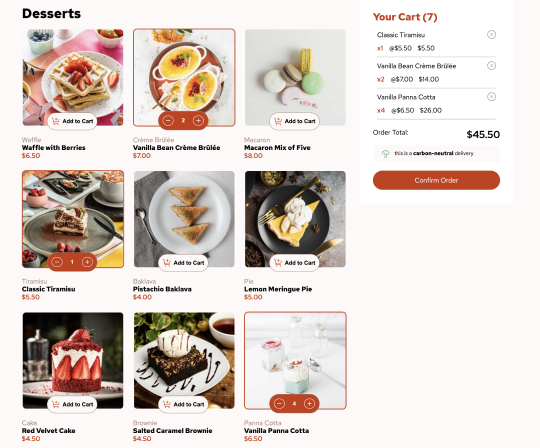 Desserts
Add to Cart
Waffle
Waffle with Berries
$6.50
2
Crème Brûlée
Vanilla Bean Crème Brûlée
$7.00
Add to Cart
Macaron
Macaron Mix of Five
$8.00
1
Tiramisu
Classic Tiramisu
$5.50
Add to Cart
Baklava
Pistachio Baklava
$4.00
Add to Cart
Pie
Lemon Meringue Pie
$5.00
Add to Cart
Cake
Red Velvet Cake
$4.50
Add to Cart
Brownie
Salted Caramel Brownie
$4.50
4
Panna Cotta
Vanilla Panna Cotta
$6.50
Your Cart (7)
Classic Tiramisu
x1 @$5.50 $5.50
Vanilla Bean Crème Brûlée
x2 @$7.00 $14.00
Vanilla Panna Cotta
x4 @$6.50 $26.00
Order Total: $45.50
this is a carbon-neutral delivery
Confirm Order